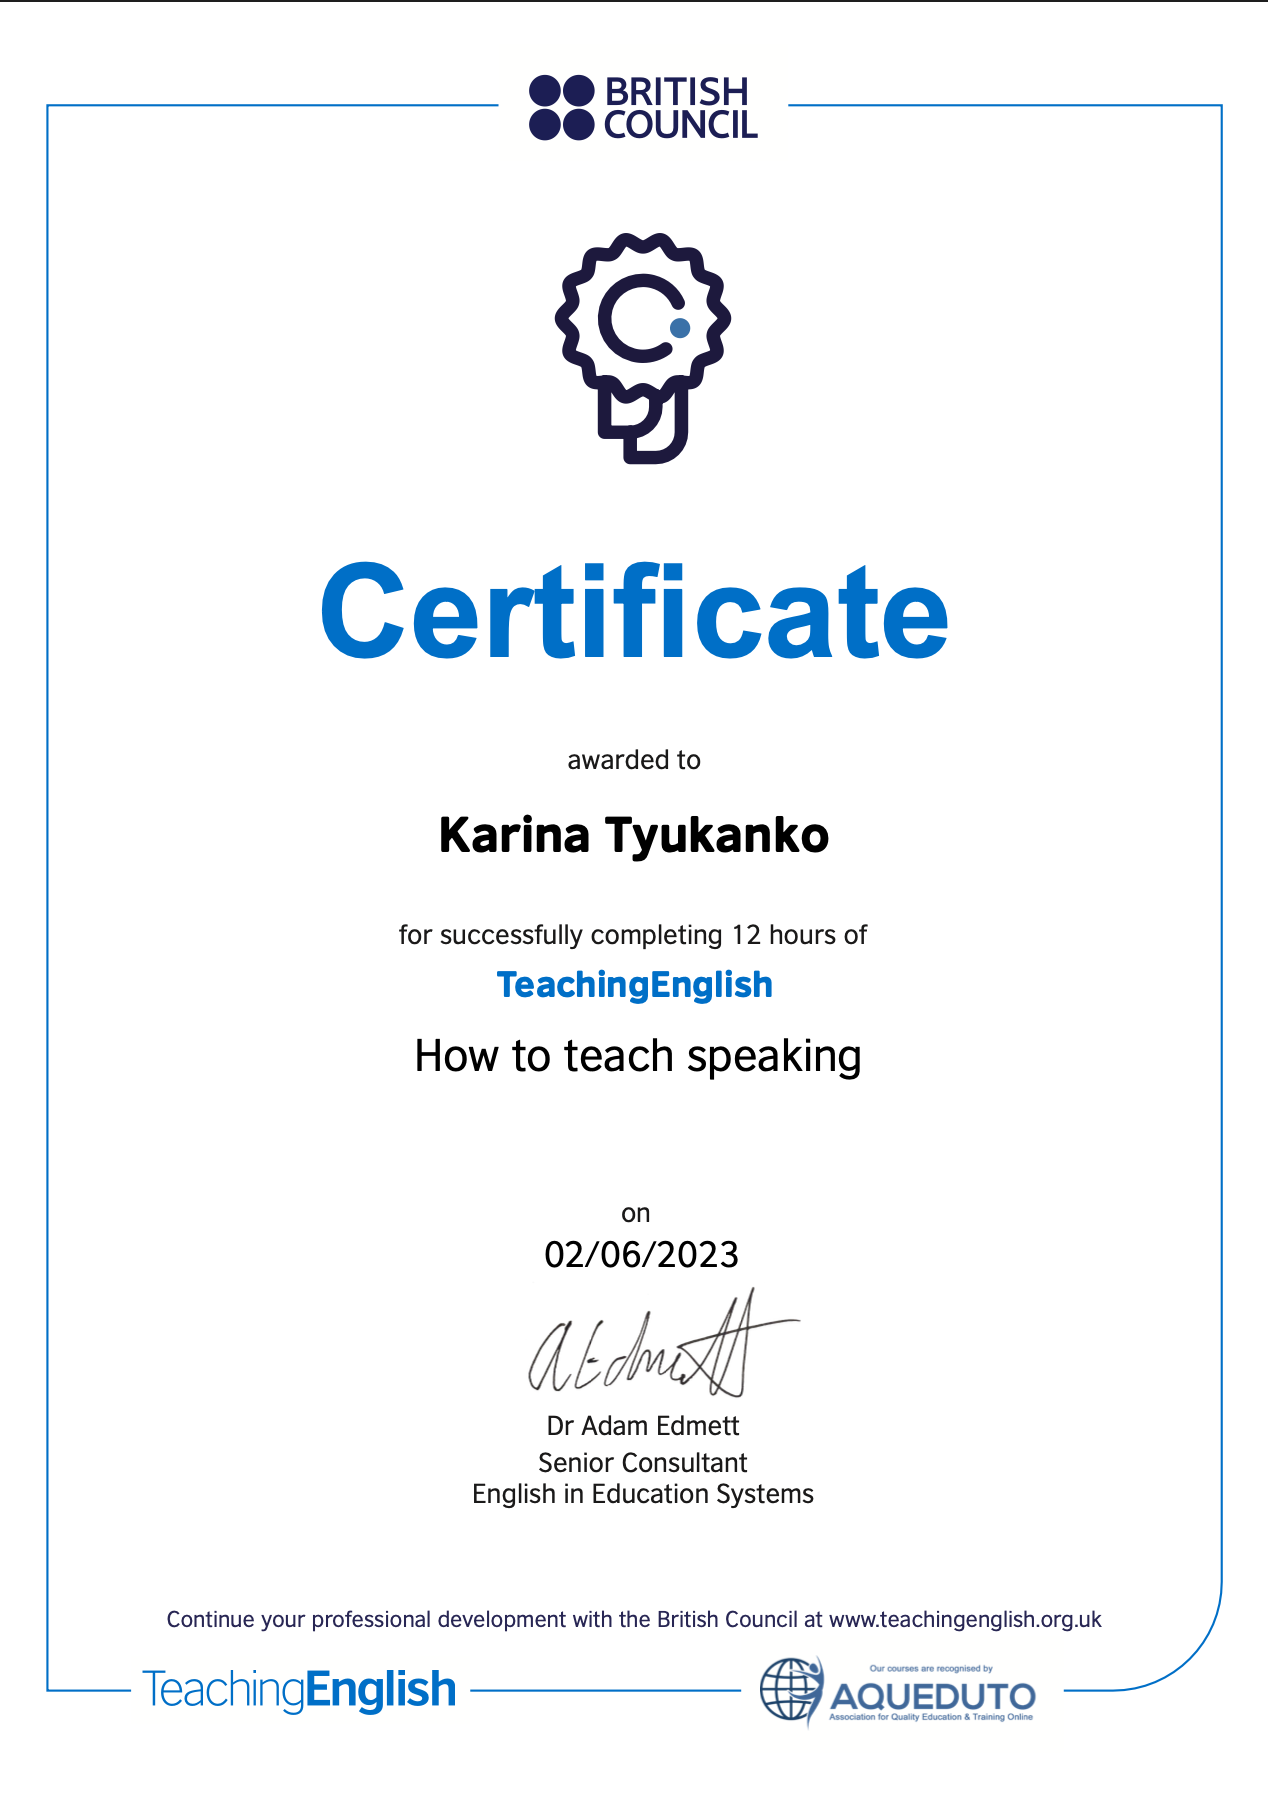 BRITISH
COUNCIL
Certificate
awarded to
Karina Tyukanko
for successfully completing 12 hours of
TeachingEnglish
How to teach speaking
on
02/06/2023
a Edmett
Dr Adam Edmett
Senior Consultant
English in Education Systems
Continue your professional development with the British Council at www.teachingenglish.org.uk
TeachingEnglish
Our courses are recognised by
AQUEDUTO
Association for Quality Education & Training Online